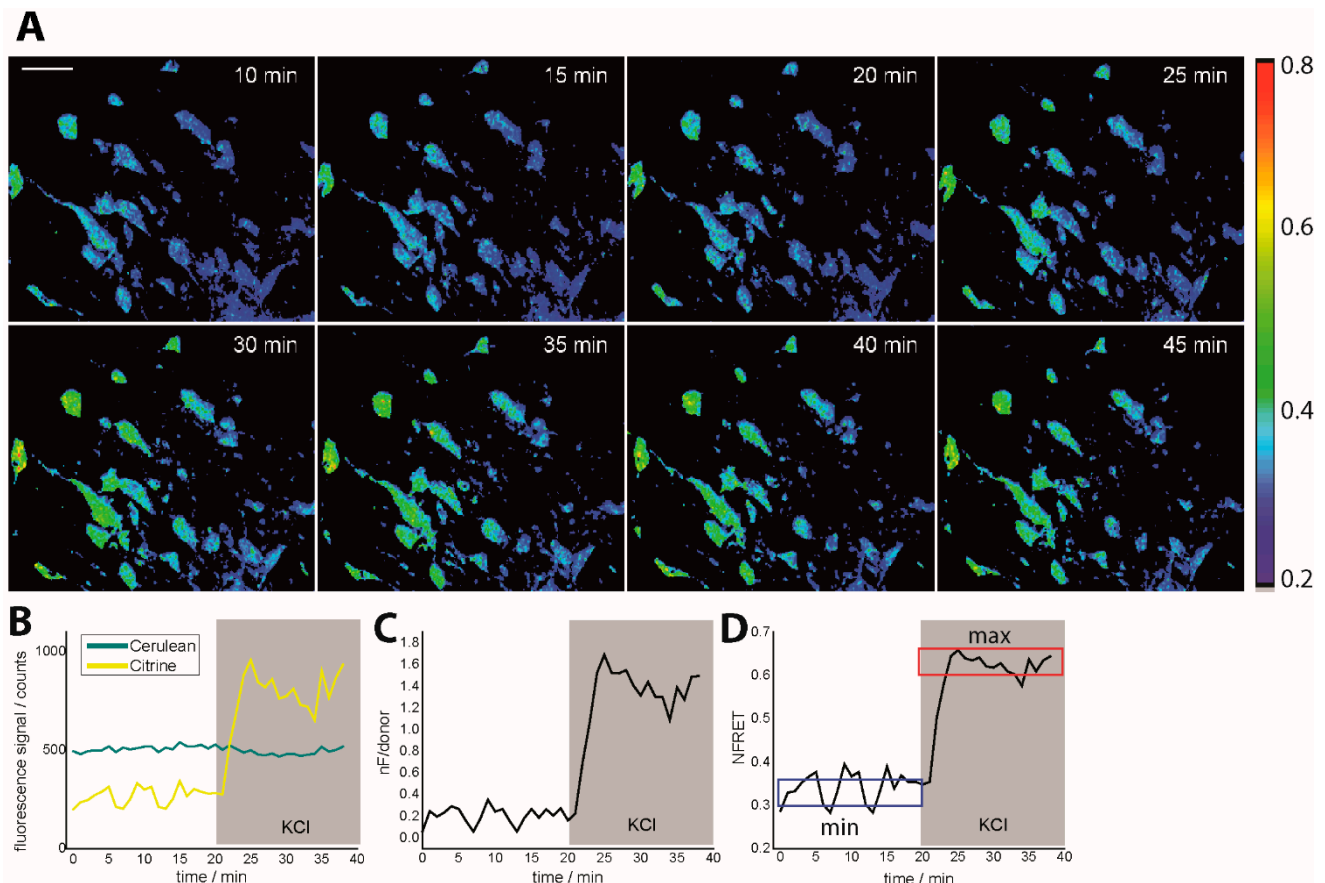 A
10 min
15 min
20 min
25 min
30 min
35 min
40 min
45 min
0.8
0.6
0.4
0.2
B
Cerulean
Citrine
1000
500
0
fluorescence signal / counts
KCl
0 5 10 15 20 25 30 35 40
time / min
C
1.8
1.6
1.4
1.2
1.0
0.8
0.6
0.4
0.2
0.0
nF/donor
KCl
0 5 10 15 20 25 30 35 40
time / min
D
0.7
0.6
0.5
0.4
0.3
0.2
NFRET
max
min
KCl
0 5 10 15 20 25 30 35 40
time / min